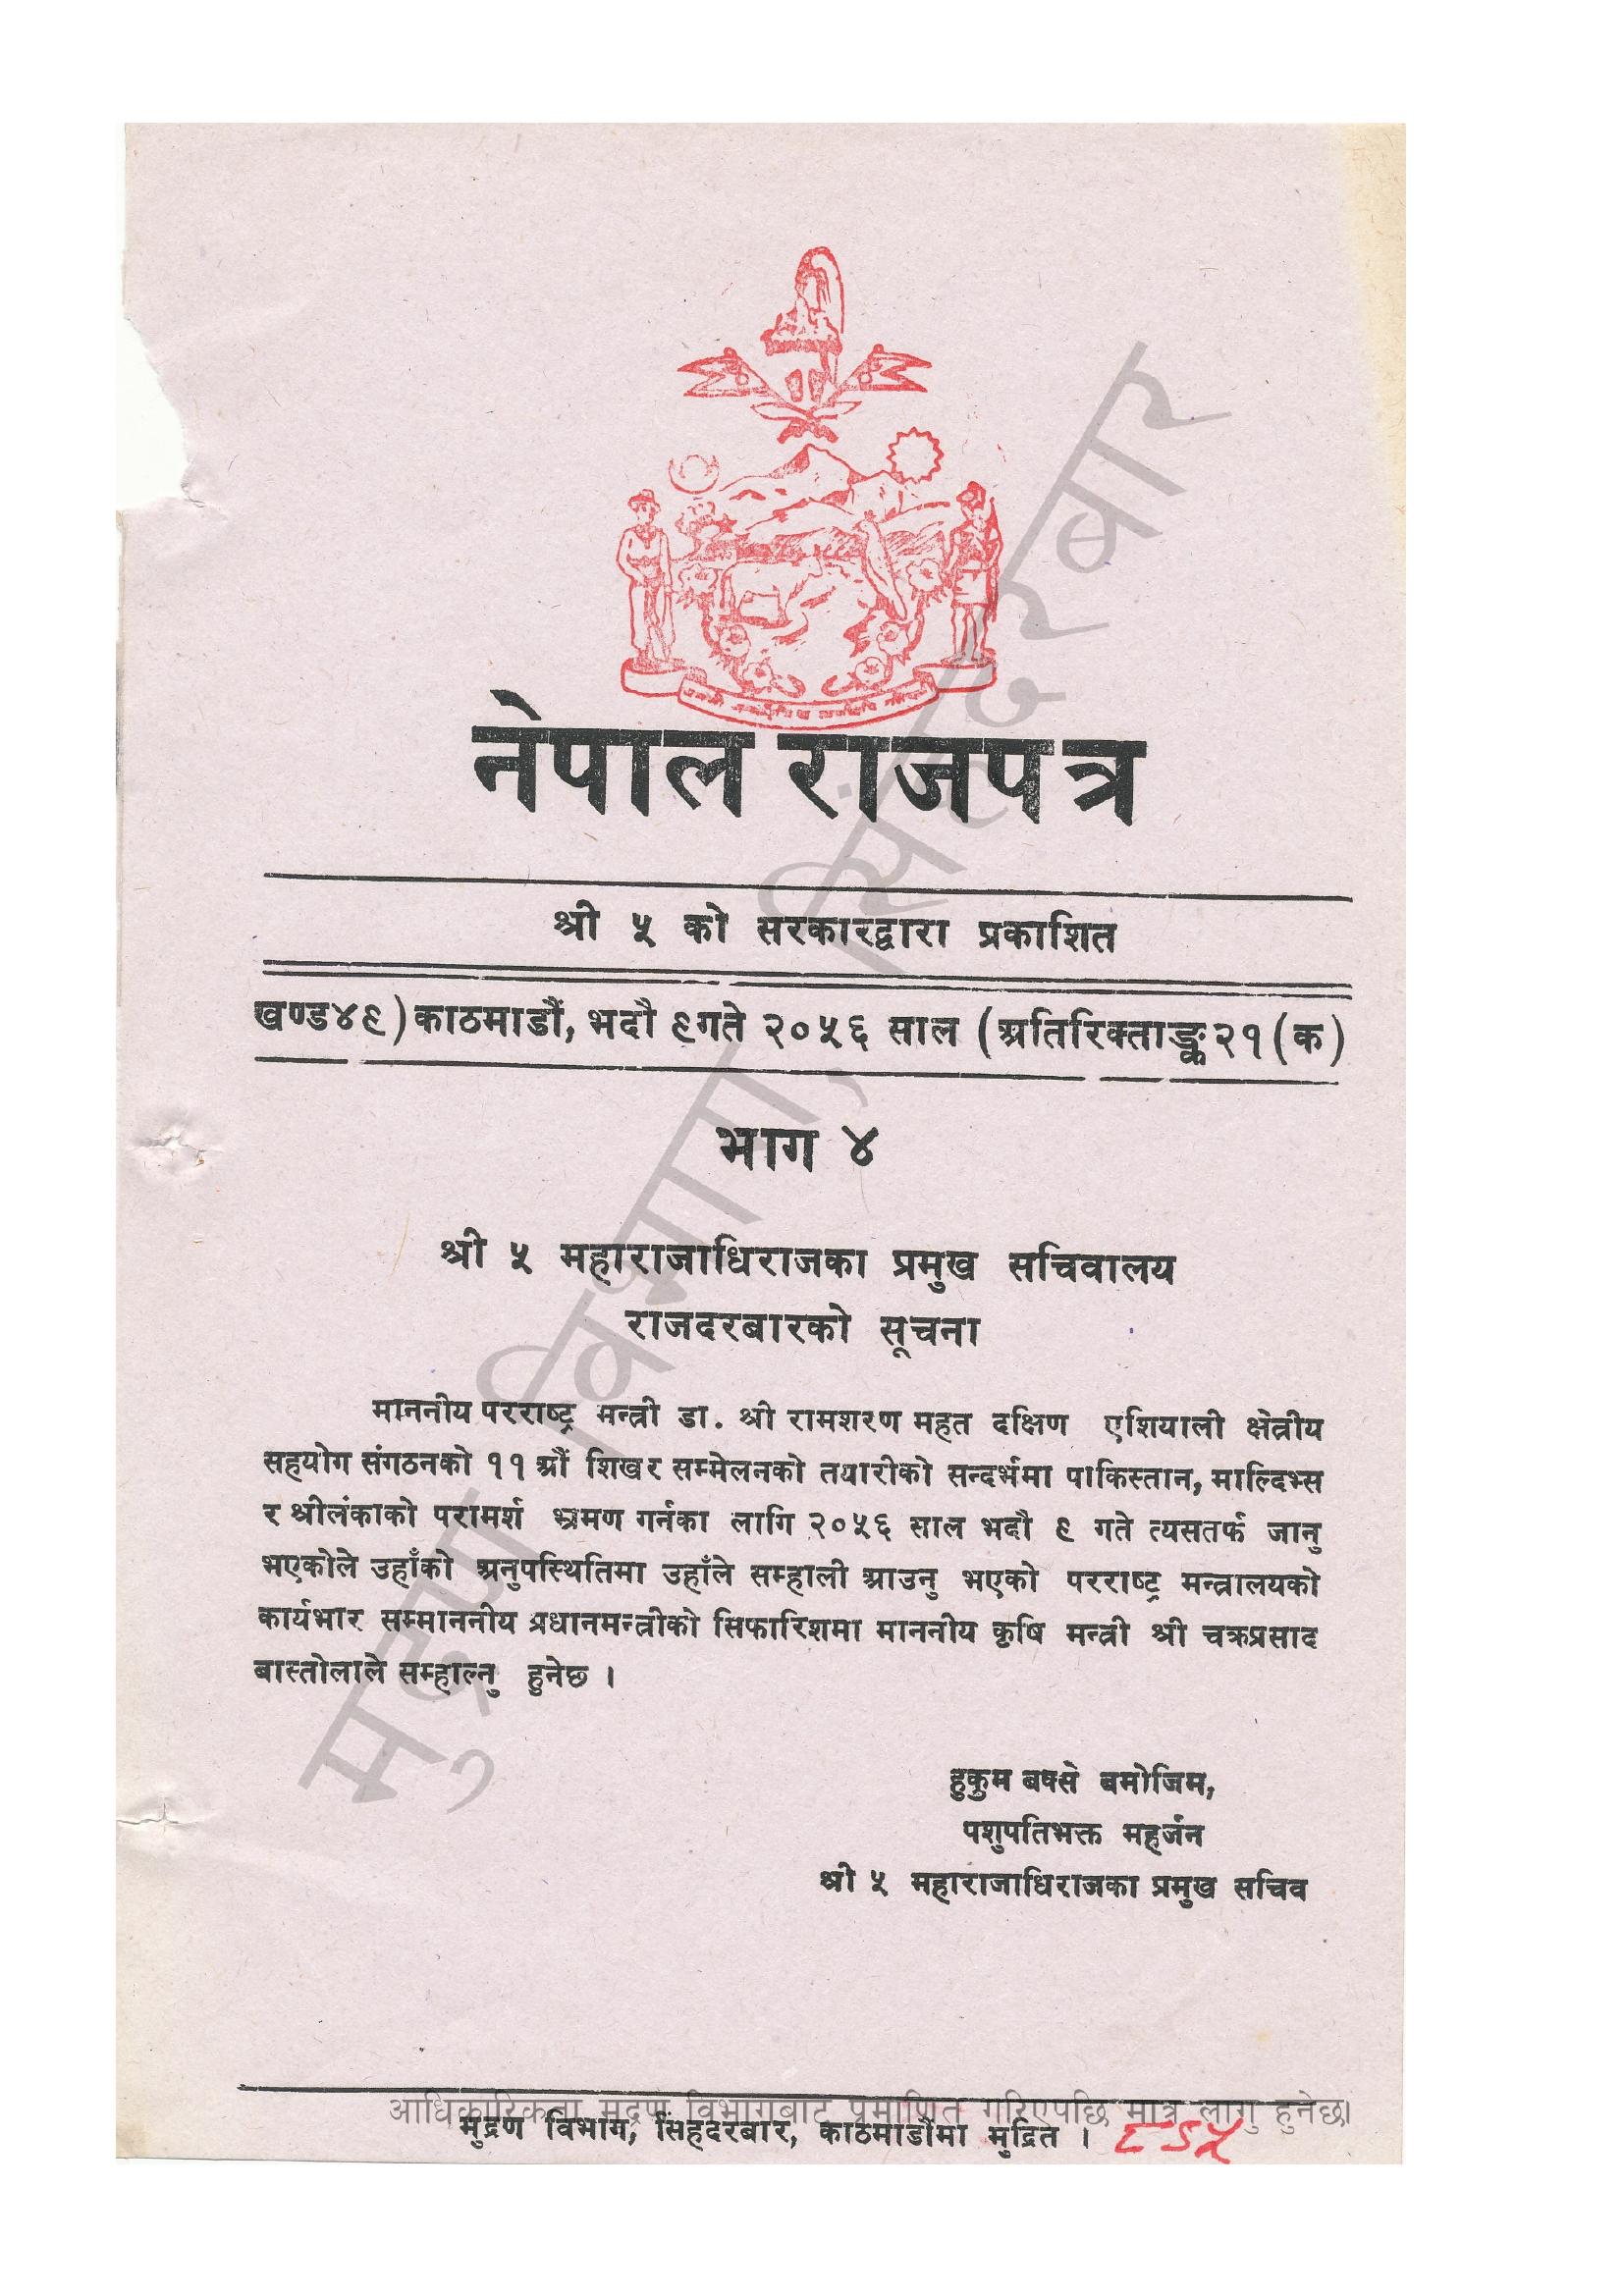 नेपाल राजपत्र
श्री ५ को सरकारद्वारा प्रकाशित
खण्ड४९) काठमाडौं, भदौ ९गते २०५६ साल (अतिरिक्ताङ्क२१(क)
भाग ४
श्री ५ महाराजाधिराजका प्रमुख सचिवालय
राजदरबारको सूचना
माननीय परराष्ट्र मन्त्री डा. श्री रामशरण महत दक्षिण एशियाली क्षेत्रीय
सहयोग संगठनको ११ औं शिखर सम्मेलनको तयारीको सन्दर्भमा पाकिस्तान, माल्दिभ्स
र श्रीलंकाको परामर्श भ्रमण गर्नका लागि २०५६ साल भदौ ९ गते त्यसतर्फ जानु
भएकोले उहाँको अनुपस्थितिमा उहाँले सम्हाली आउनु भएको परराष्ट्र मन्त्रालयको
कार्यभार सम्माननीय प्रधानमन्त्रीको सिफारिशमा माननीय कृषि मन्त्री श्री चक्रप्रसाद
बास्तोलाले सम्हाल्नु हुनेछ ।
हुकुम बक्से बमोजिम,
पशुपतिभक्त महर्जन
श्री ५ महाराजाधिराजका प्रमुख सचिव
आधिकारिकता मुद्रण विभागबाट प्रमाणित गरिएपछि मात्र लागु हुनेछ।
मुद्रण विभाग, सिंहदरबार, काठमाडौंमा मुद्रित ।
मुद्रण विभाग, सिंहदरबार